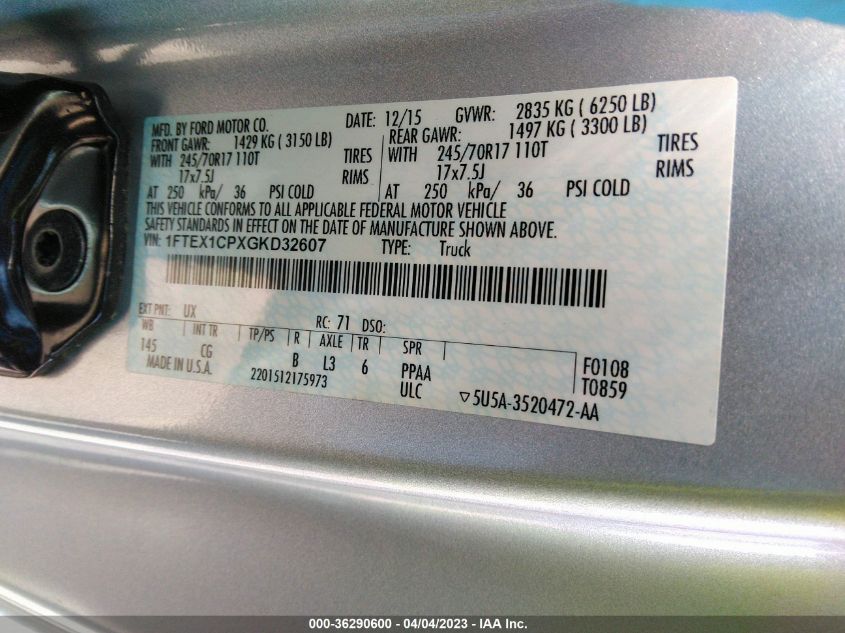 MFD. BY FORD MOTOR CO.
DATE: 12/15 GVWR: 2835 KG ( 6250 LB)
FRONT GAWR: 1429 KG ( 3150 LB)
REAR GAWR: 1497 KG ( 3300 LB)
WITH 245/70R17 110T TIRES
WITH 245/70R17 110T TIRES
17x7.5J RIMS
17x7.5J RIMS
AT 250 kPa/ 36 PSI COLD
AT 250 kPa/ 36 PSI COLD
THIS VEHICLE CONFORMS TO ALL APPLICABLE FEDERAL MOTOR VEHICLE
SAFETY STANDARDS IN EFFECT ON THE DATE OF MANUFACTURE SHOWN ABOVE.
VIN: 1FTEX1CPXGKD32607 TYPE: Truck
EXT PNT: UX RC: 71 DSO:
WB INT TR TP/PS R AXLE TR SPR
145 CG B L3 6 PPAA F0108
MADE IN U.S.A. 2201512175973 ULC T0859
▽5U5A-3520472-AA
000-36290600 - 04/04/2023 - IAA Inc.